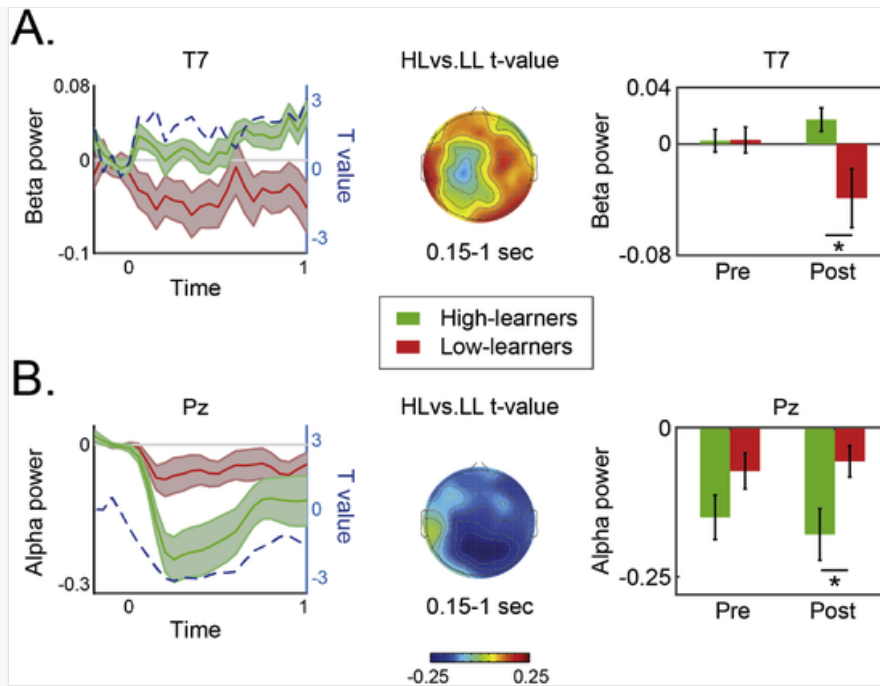 A.
T7
HLvs.LL t-value
T7
0.08
0
-0.1
Beta power
3
0
-3
T value
0
1
Time
0.15-1 sec
0.04
0
-0.08
Beta power
*
Pre
Post
High-learners
Low-learners
B.
Pz
HLvs.LL t-value
Pz
0
-0.3
Alpha power
3
0
-3
T value
0
1
Time
0.15-1 sec
-0.25
0.25
0
-0.25
Alpha power
*
Pre
Post